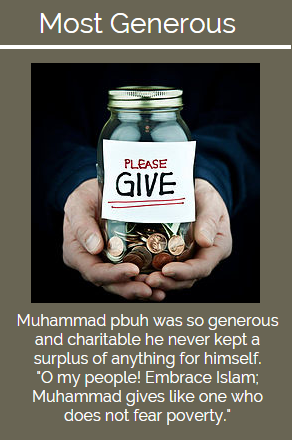 Most Generous
PLEASE
GIVE
Muhammad pbuh was so generous
and charitable he never kept a
surplus of anything for himself.
"O my people! Embrace Islam;
Muhammad gives like one who
does not fear poverty."